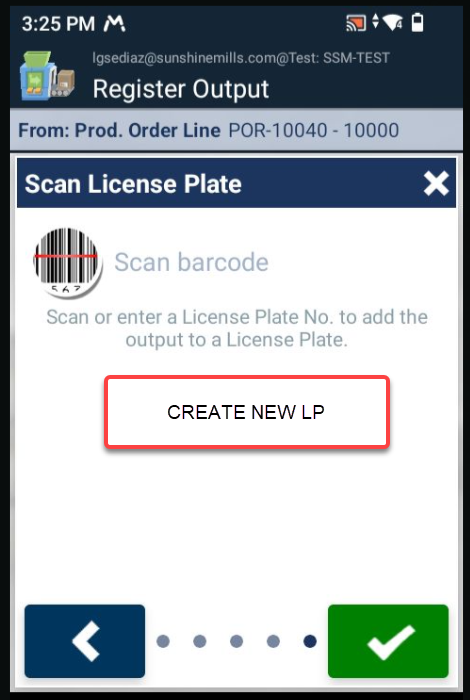 3:25 PM
lgsediaz@sunshinemills.com@Test: SSM-TEST
Register Output
From: Prod. Order Line POR-10040 - 10000
Scan License Plate
567
Scan barcode
Scan or enter a License Plate No. to add the
output to a License Plate.
CREATE NEW LP